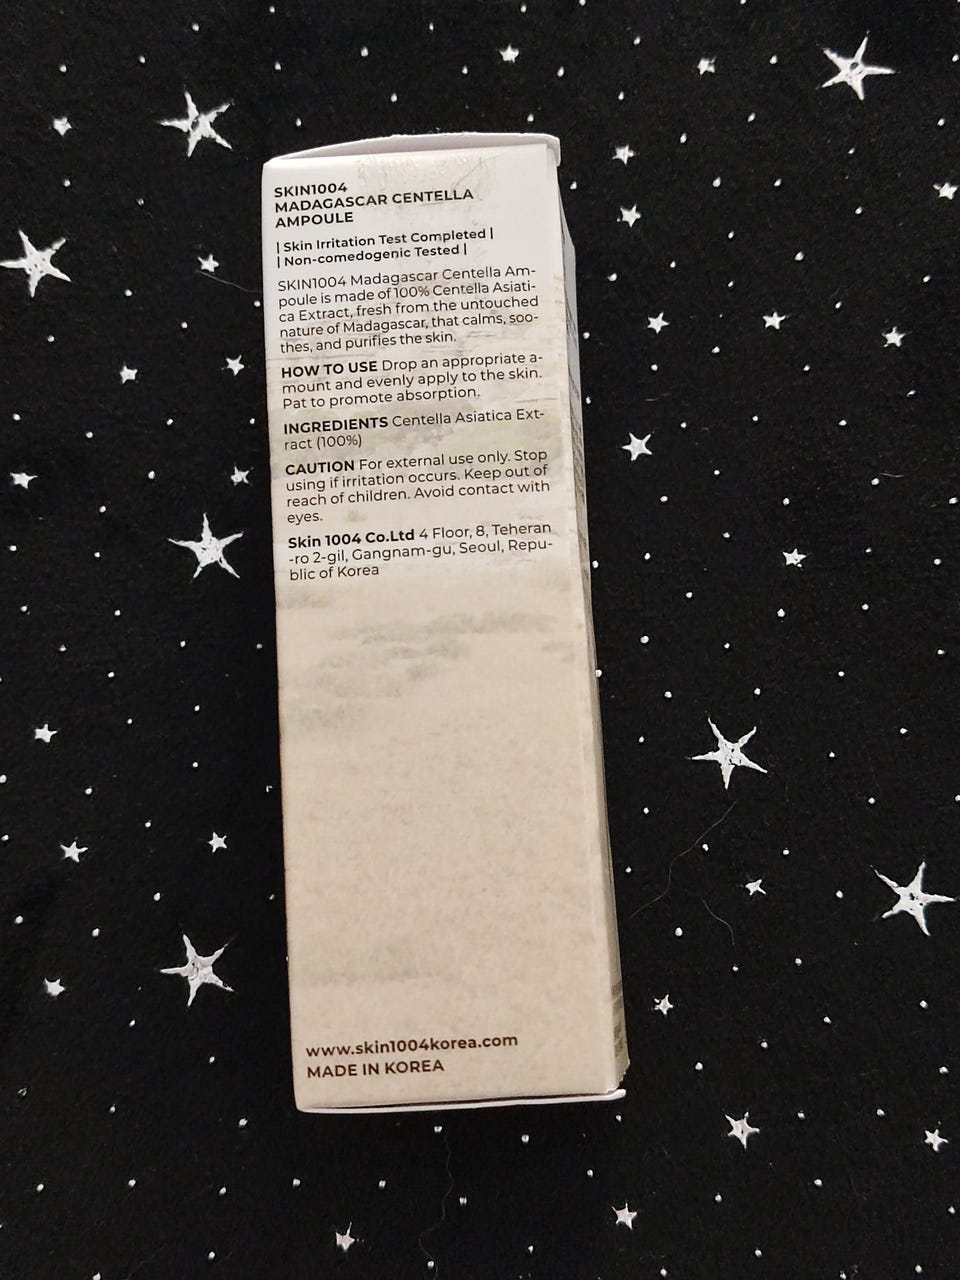 SKIN1004
MADAGASCAR CENTELLA
AMPOULE
| Skin Irritation Test Completed |
| Non-comedogenic Tested |
SKIN1004 Madagascar Centella Am-
poule is made of 100% Centella Asiati-
ca Extract, fresh from the untouched
nature of Madagascar, that calms, soo-
thes, and purifies the skin.
HOW TO USE Drop an appropriate a-
mount and evenly apply to the skin.
Pat to promote absorption.
INGREDIENTS Centella Asiatica Ext-
ract (100%)
CAUTION For external use only. Stop
using if irritation occurs. Keep out of
reach of children. Avoid contact with
eyes.
Skin 1004 Co.Ltd 4 Floor, 8, Teheran
-ro 2-gil, Gangnam-gu, Seoul, Repu-
blic of Korea
www.skin1004korea.com
MADE IN KOREA